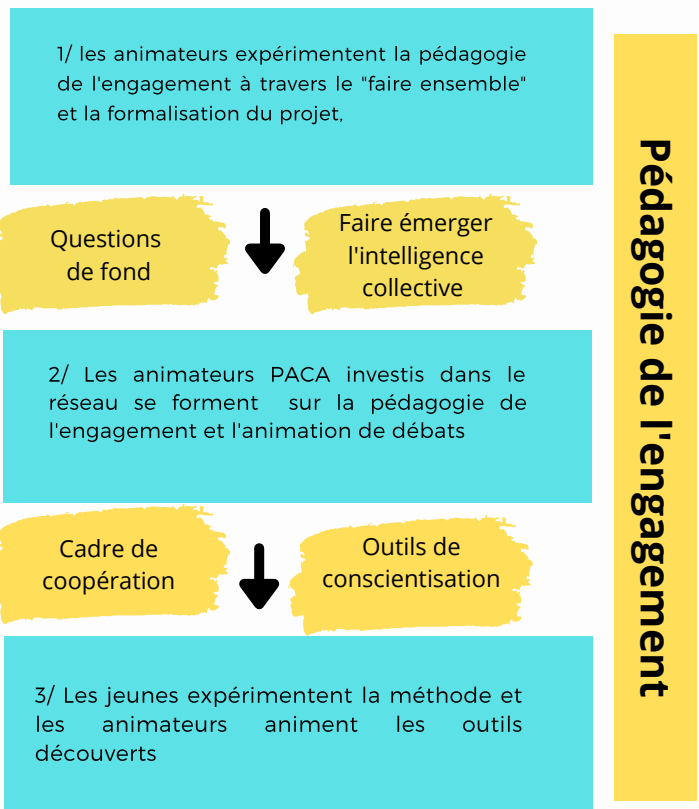 1/ les animateurs expérimentent la pédagogie
de l'engagement à travers le "faire ensemble"
et la formalisation du projet,
Questions
de fond
Faire émerger
l'intelligence
collective
2/ Les animateurs PACA investis dans le
réseau se forment sur la pédagogie de
l'engagement et l'animation de débats
Cadre de
coopération
Outils de
conscientisation
3/ Les jeunes expérimentent la méthode et
les animateurs animent les outils
découverts
Pédagogie de l'engagement